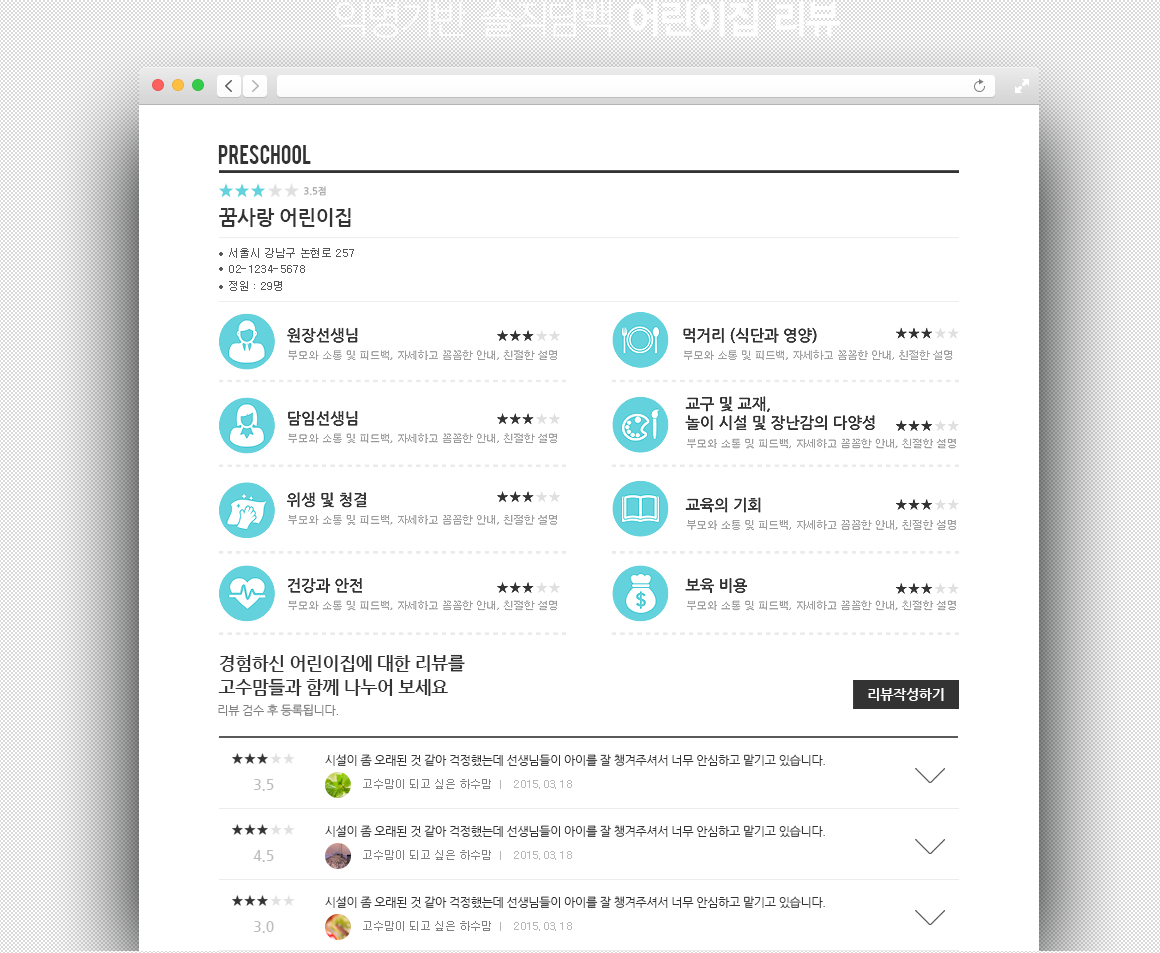 익명기반 솔직담백 어린이집 리뷰
PRESCHOOL
3.5점
꿈사랑 어린이집
• 서울시 강남구 논현로 257
• 02-1234-5678
• 정원 : 29명
원장선생님
부모와 소통 및 피드백, 자세하고 꼼꼼한 안내, 친절한 설명
먹거리 (식단과 영양)
부모와 소통 및 피드백, 자세하고 꼼꼼한 안내, 친절한 설명
담임선생님
부모와 소통 및 피드백, 자세하고 꼼꼼한 안내, 친절한 설명
교구 및 교재,
놀이 시설 및 장난감의 다양성
부모와 소통 및 피드백, 자세하고 꼼꼼한 안내, 친절한 설명
위생 및 청결
부모와 소통 및 피드백, 자세하고 꼼꼼한 안내, 친절한 설명
교육의 기회
부모와 소통 및 피드백, 자세하고 꼼꼼한 안내, 친절한 설명
건강과 안전
부모와 소통 및 피드백, 자세하고 꼼꼼한 안내, 친절한 설명
보육 비용
부모와 소통 및 피드백, 자세하고 꼼꼼한 안내, 친절한 설명
경험하신 어린이집에 대한 리뷰를
고수맘들과 함께 나누어 보세요
리뷰 검수 후 등록됩니다.
리뷰작성하기
시설이 좀 오래된 것 같아 걱정했는데 선생님들이 아이를 잘 챙겨주셔서 너무 안심하고 맡기고 있습니다.
3.5
고수맘이 되고 싶은 하수맘 | 2015.03.18
시설이 좀 오래된 것 같아 걱정했는데 선생님들이 아이를 잘 챙겨주셔서 너무 안심하고 맡기고 있습니다.
4.5
고수맘이 되고 싶은 하수맘 | 2015.03.18
시설이 좀 오래된 것 같아 걱정했는데 선생님들이 아이를 잘 챙겨주셔서 너무 안심하고 맡기고 있습니다.
3.0
고수맘이 되고 싶은 하수맘 | 2015.03.18